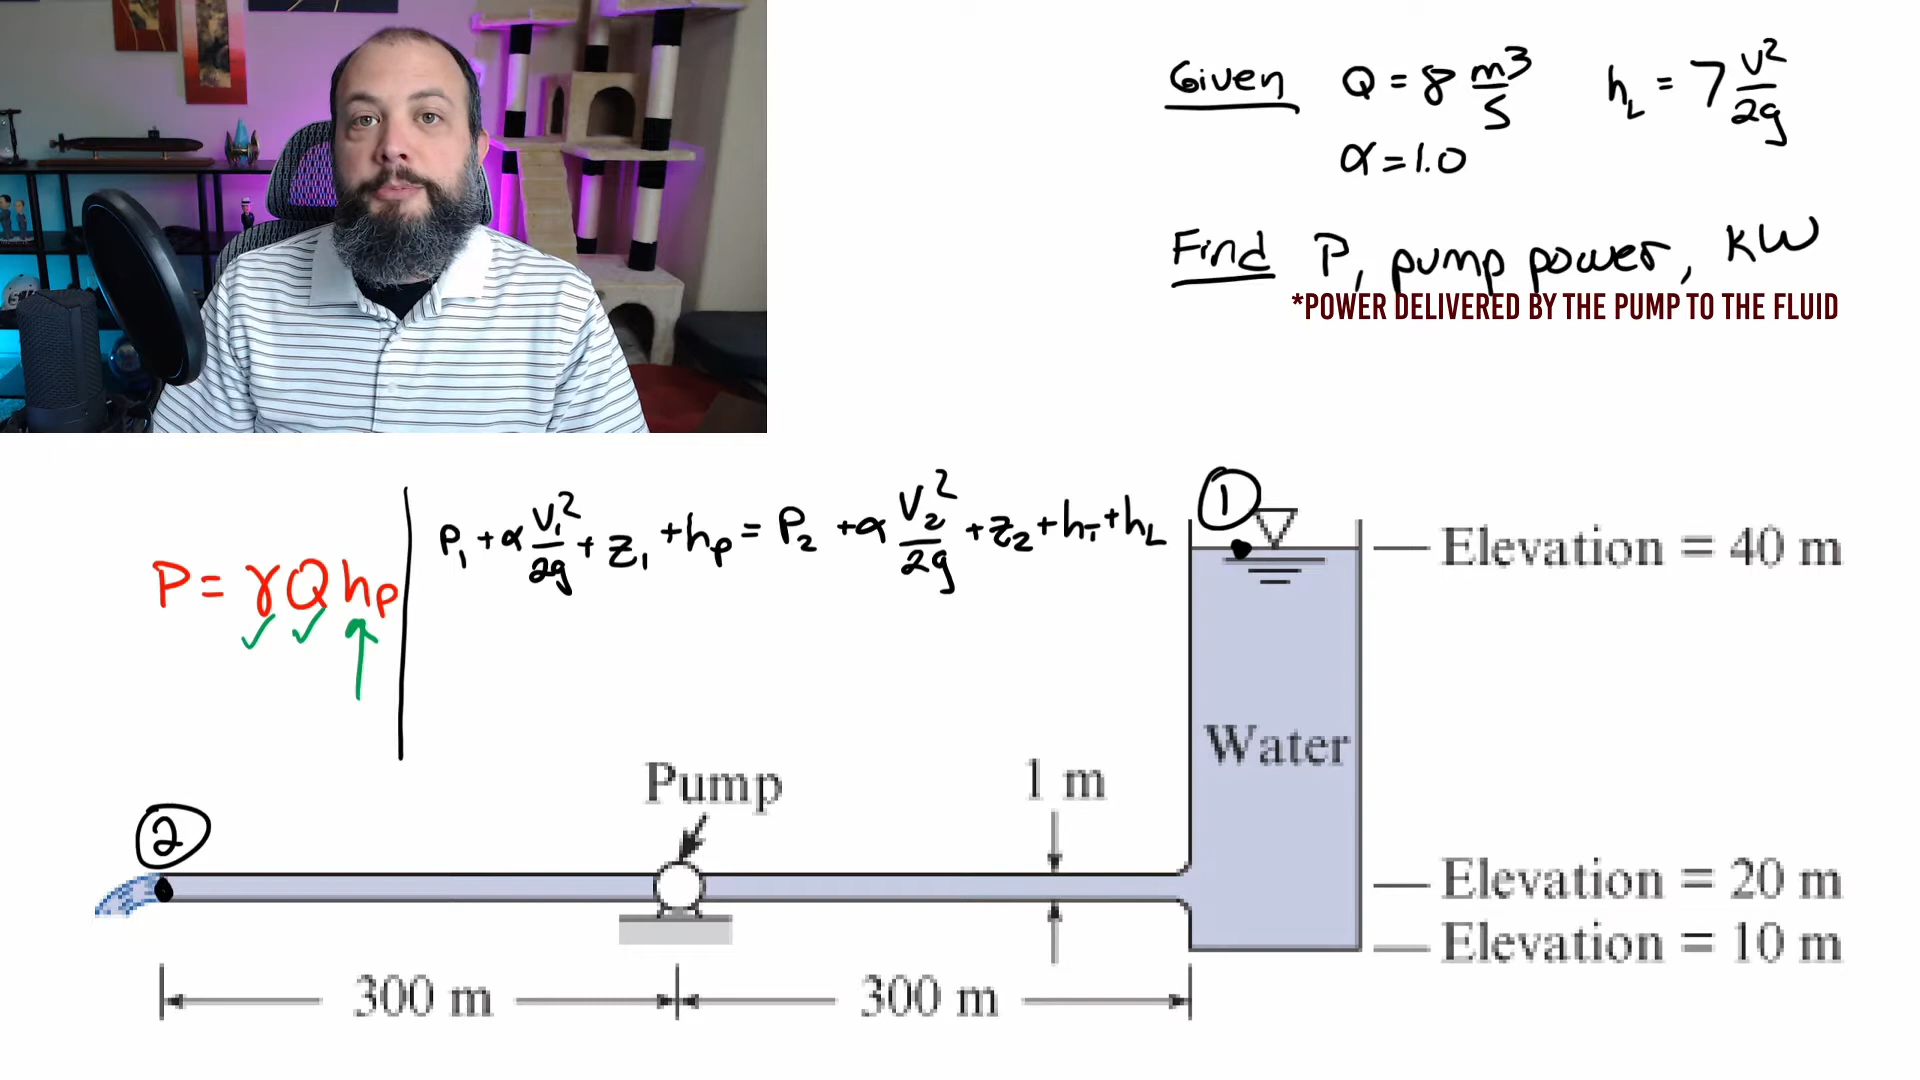 Given Q = 8 m³/s h_L = 7 V²/2g
α = 1.0
Find P, pump power, kW
*POWER DELIVERED BY THE PUMP TO THE FLUID
P = γQh_P
P₁ + α V₁²/2g + z₁ + h_P = P₂ + α V₂²/2g + z₂ + h_T + h_L
①
Elevation = 40 m
Water
Pump
1 m
②
Elevation = 20 m
Elevation = 10 m
300 m
300 m